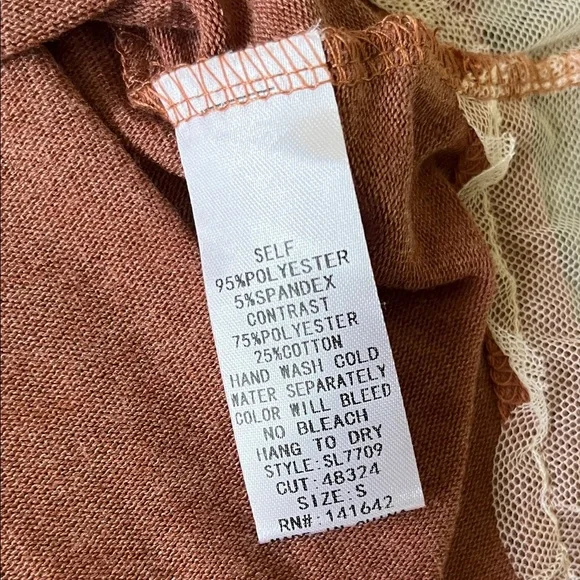 SELF
95%POLYESTER
5%SPANDEX
CONTRAST
75%POLYESTER
25%COTTON
HAND WASH COLD
WATER SEPARATELY
COLOR WILL BLEED
NO BLEACH
HANG TO DRY
STYLE:SL7709
CUT:48324
SIZE:S
RN#:141642